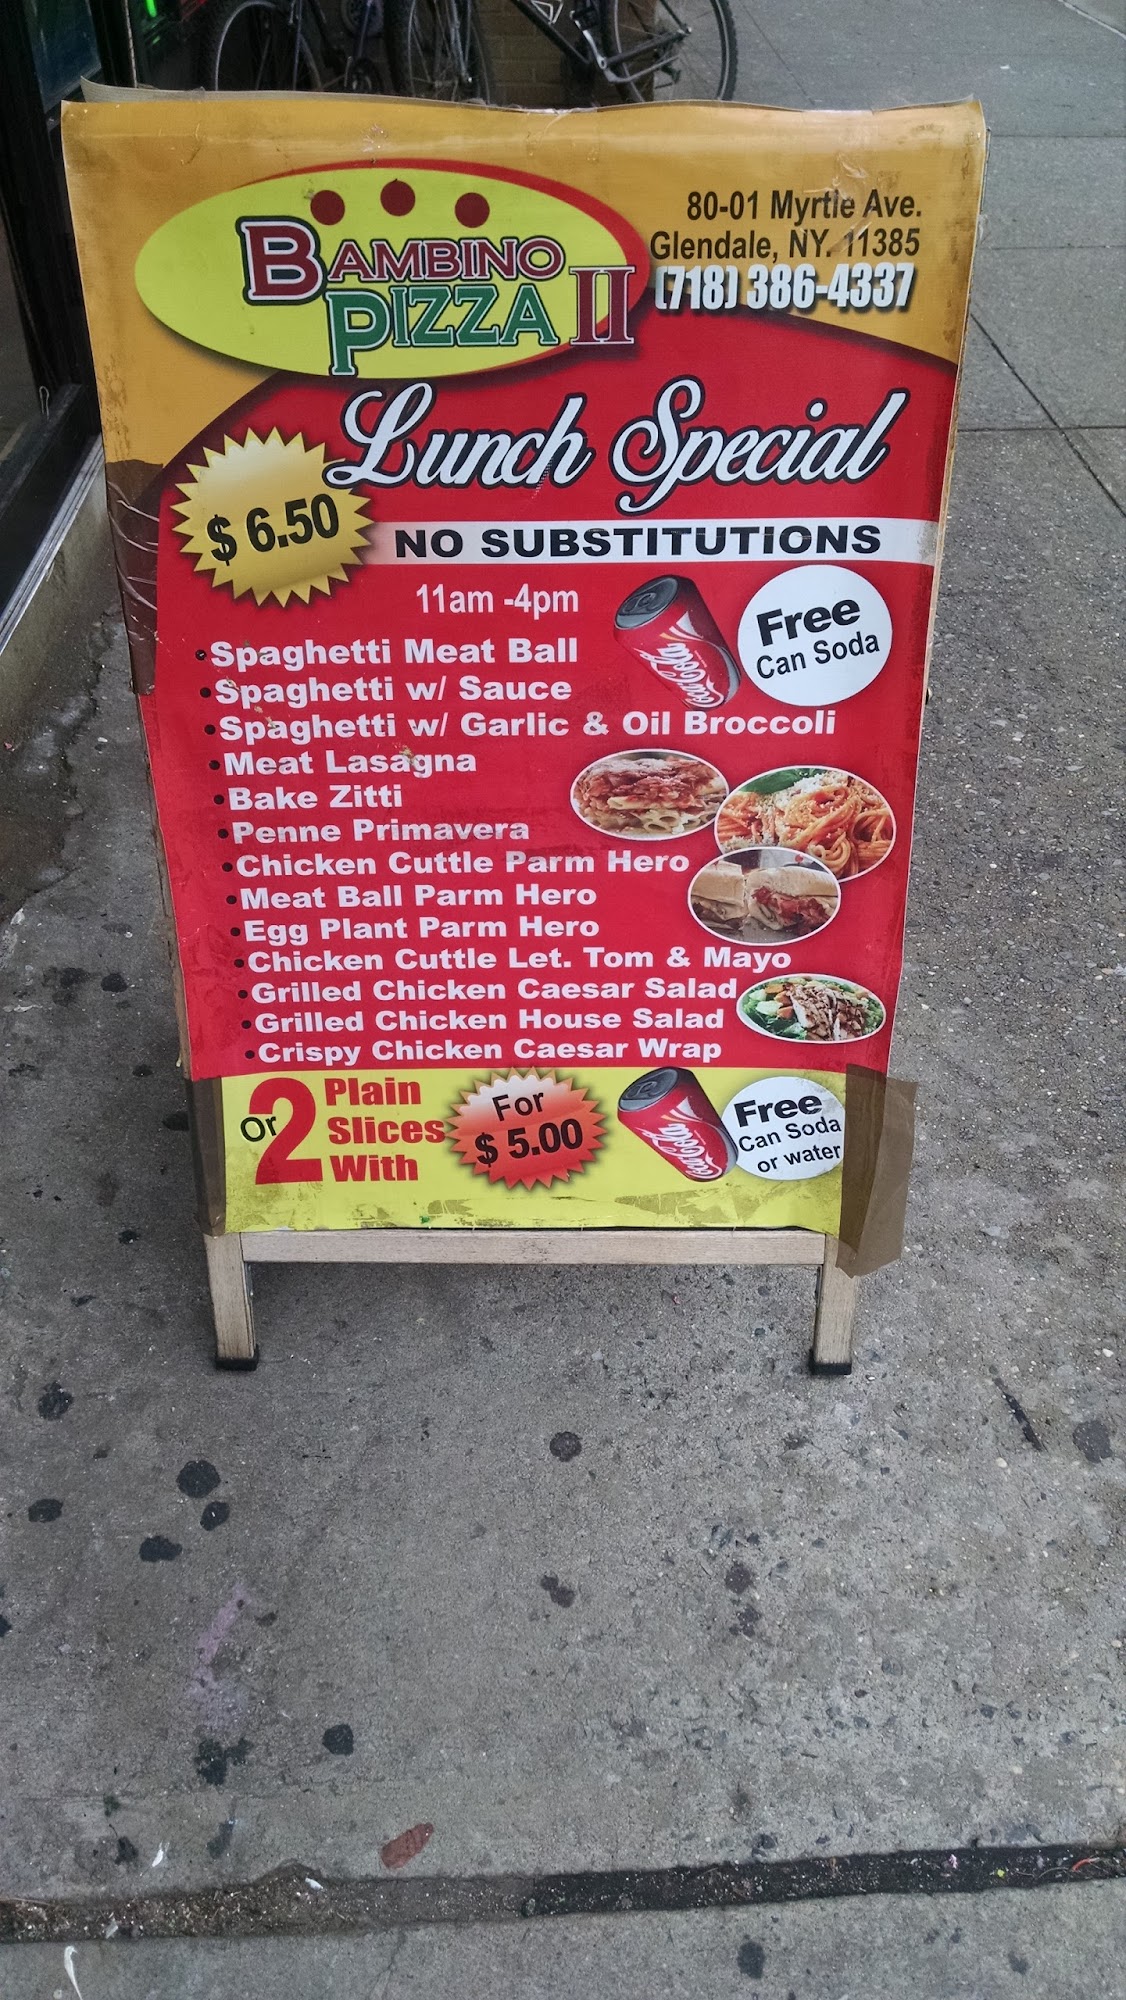 BAMBINO
PIZZA II
80-01 Myrtle Ave.
Glendale, NY. 11385
(718) 386-4337
Lunch Special
$ 6.50
NO SUBSTITUTIONS
11am -4pm
Coca-Cola
Free
Can Soda
•Spaghetti Meat Ball
•Spaghetti w/ Sauce
•Spaghetti w/ Garlic & Oil Broccoli
•Meat Lasagna
•Bake Zitti
•Penne Primavera
•Chicken Cuttle Parm Hero
•Meat Ball Parm Hero
•Egg Plant Parm Hero
•Chicken Cuttle Let. Tom & Mayo
•Grilled Chicken Caesar Salad
•Grilled Chicken House Salad
•Crispy Chicken Caesar Wrap
Or 2 Plain
Slices
With
For
$ 5.00
Coca-Cola
Free
Can Soda
or water